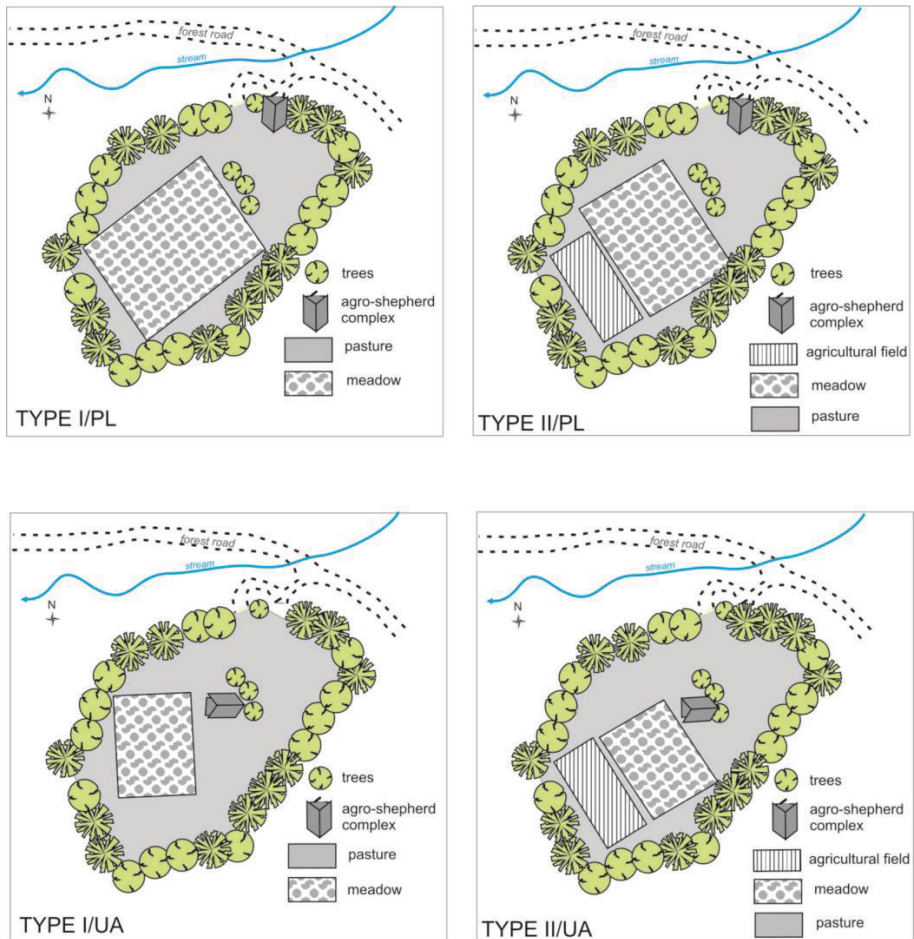 forest road
stream
N
trees
agro-shepherd
complex
pasture
meadow
TYPE I/PL
forest road
stream
N
trees
agro-shepherd
complex
agricultural field
meadow
pasture
TYPE II/PL
forest road
stream
N
trees
agro-shepherd
complex
pasture
meadow
TYPE I/UA
forest road
stream
N
trees
agro-shepherd
complex
agricultural field
meadow
pasture
TYPE II/UA